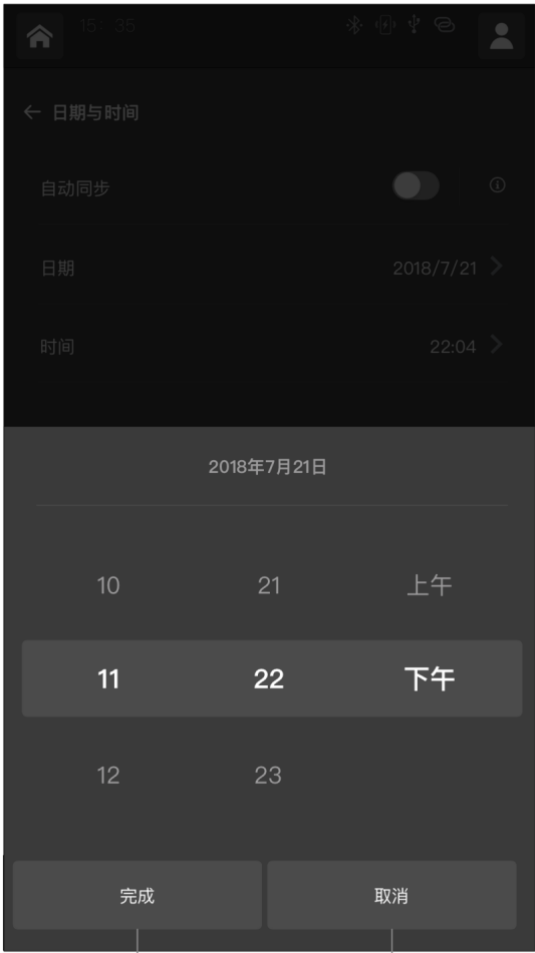 15:35
日期与时间
自动同步
日期 2018/7/21
时间 22:04
2018年7月21日
10 21 上午
11 22 下午
12 23
完成 取消